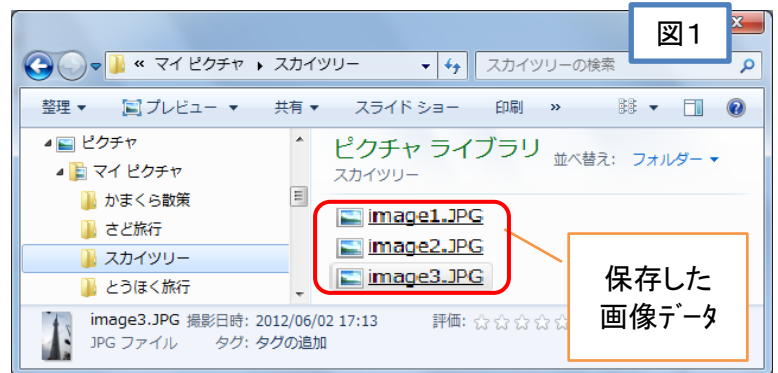 図1
« マイ ピクチャ ▸ スカイツリー
スカイツリーの検索
整理 ▼ プレビュー ▼ 共有 ▼ スライド ショー 印刷 »
ピクチャ
マイ ピクチャ
かまくら散策
さど旅行
スカイツリー
とうほく旅行
ピクチャ ライブラリ
スカイツリー
並べ替え: フォルダー ▼
image1.JPG
image2.JPG
image3.JPG
保存した
画像データ
image3.JPG 撮影日時: 2012/06/02 17:13 評価: ☆☆☆☆☆
JPG ファイル タグ: タグの追加